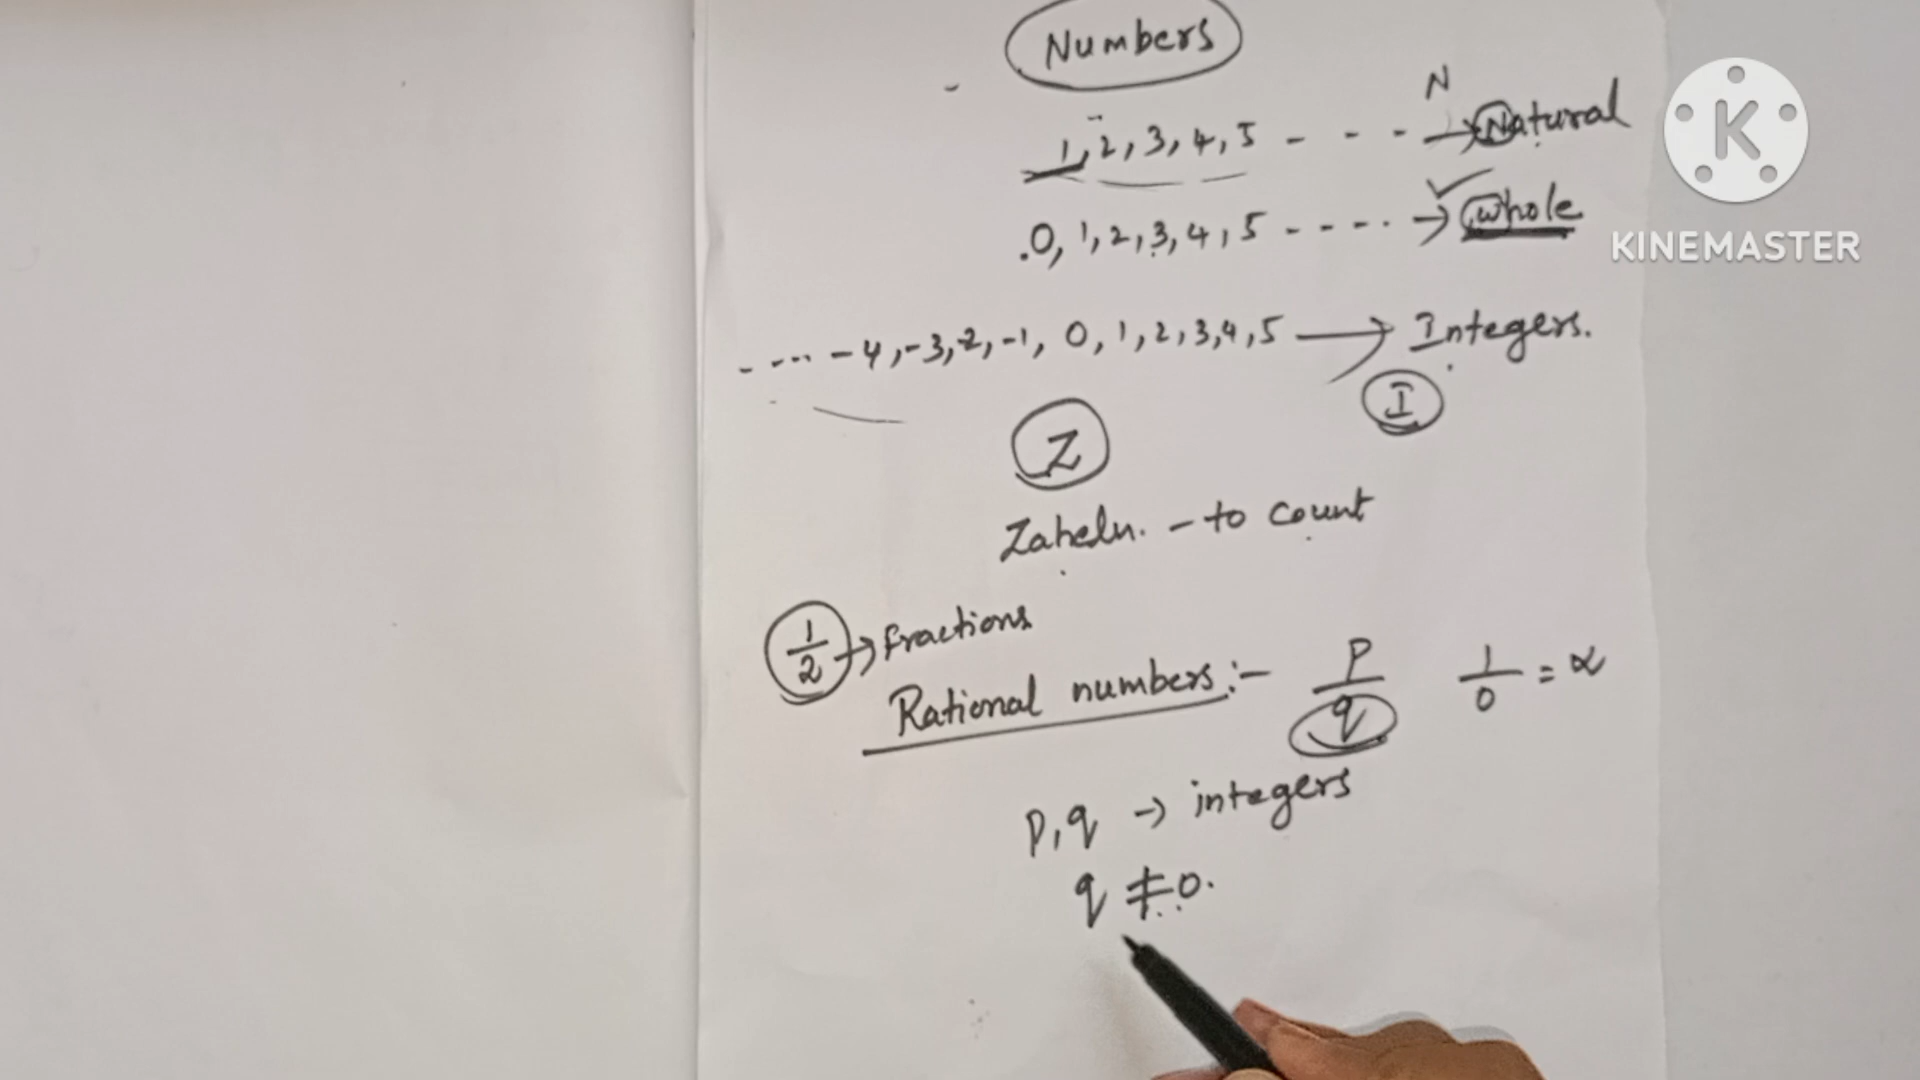 Numbers
N
1, 2, 3, 4, 5 - - - → Natural
0, 1, 2, 3, 4, 5 - - - - → Whole
K
KINEMASTER
- --- -4, -3, -2, -1, 0, 1, 2, 3, 4, 5 → Integers.
I
Z
Zaheln. - to count
1/2 → fractions
Rational numbers :- P/q 1/0 = ∝
p, q → integers
q ≠ 0.